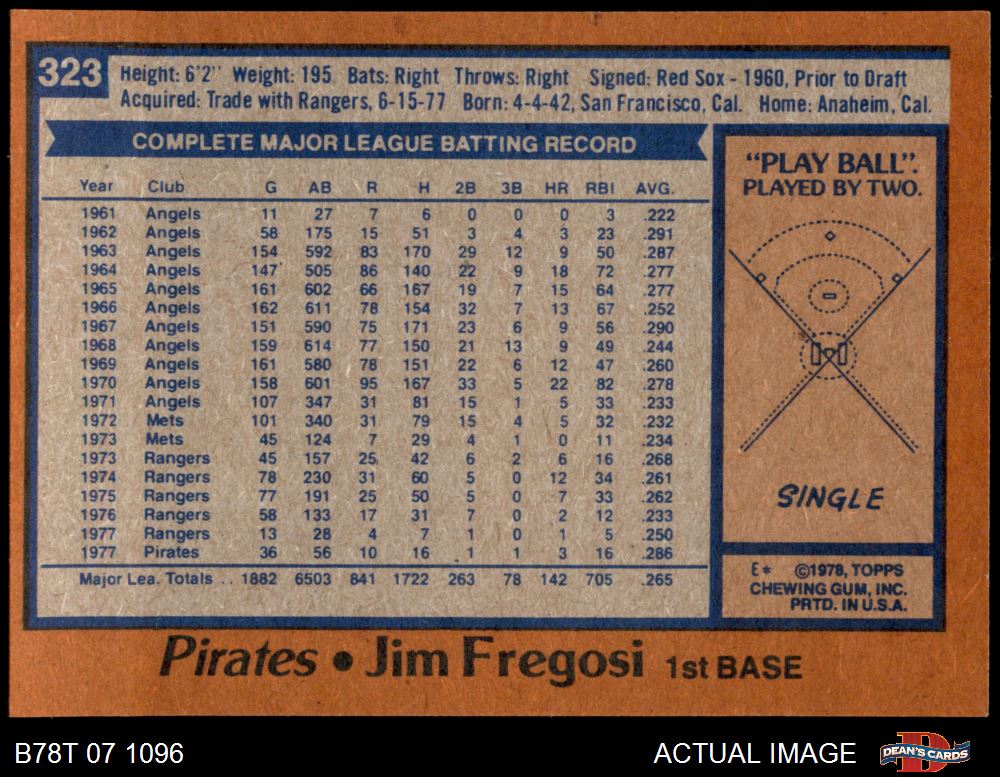 323
Height: 6'2" Weight: 195 Bats: Right Throws: Right Signed: Red Sox - 1960, Prior to Draft
Acquired: Trade with Rangers, 6-15-77 Born: 4-4-42, San Francisco, Cal. Home: Anaheim, Cal.
COMPLETE MAJOR LEAGUE BATTING RECORD
Year Club G AB R H 2B 3B HR RBI AVG.
1961 Angels 11 27 7 6 0 0 0 3 .222
1962 Angels 58 175 15 51 3 4 3 23 .291
1963 Angels 154 592 83 170 29 12 9 50 .287
1964 Angels 147 505 86 140 22 9 18 72 .277
1965 Angels 161 602 66 167 19 7 15 64 .277
1966 Angels 162 611 78 154 32 7 13 67 .252
1967 Angels 151 590 75 171 23 6 9 56 .290
1968 Angels 159 614 77 150 21 13 9 49 .244
1969 Angels 161 580 78 151 22 6 12 47 .260
1970 Angels 158 601 95 167 33 5 22 82 .278
1971 Angels 107 347 31 81 15 1 5 33 .233
1972 Mets 101 340 31 79 15 4 5 32 .232
1973 Mets 45 124 7 29 4 1 0 11 .234
1973 Rangers 45 157 25 42 6 2 6 16 .268
1974 Rangers 78 230 31 60 5 0 12 34 .261
1975 Rangers 77 191 25 50 5 0 7 33 .262
1976 Rangers 58 133 17 31 7 0 2 12 .233
1977 Rangers 13 28 4 7 1 0 1 5 .250
1977 Pirates 36 56 10 16 1 1 3 16 .286
Major Lea. Totals .. 1882 6503 841 1722 263 78 142 705 .265
"PLAY BALL".
PLAYED BY TWO.
SINGLE
E* ©1978, TOPPS
CHEWING GUM, INC.
PRTD. IN U.S.A.
Pirates • Jim Fregosi 1st BASE
B78T 07 1096
ACTUAL IMAGE
DEAN'S CARDS